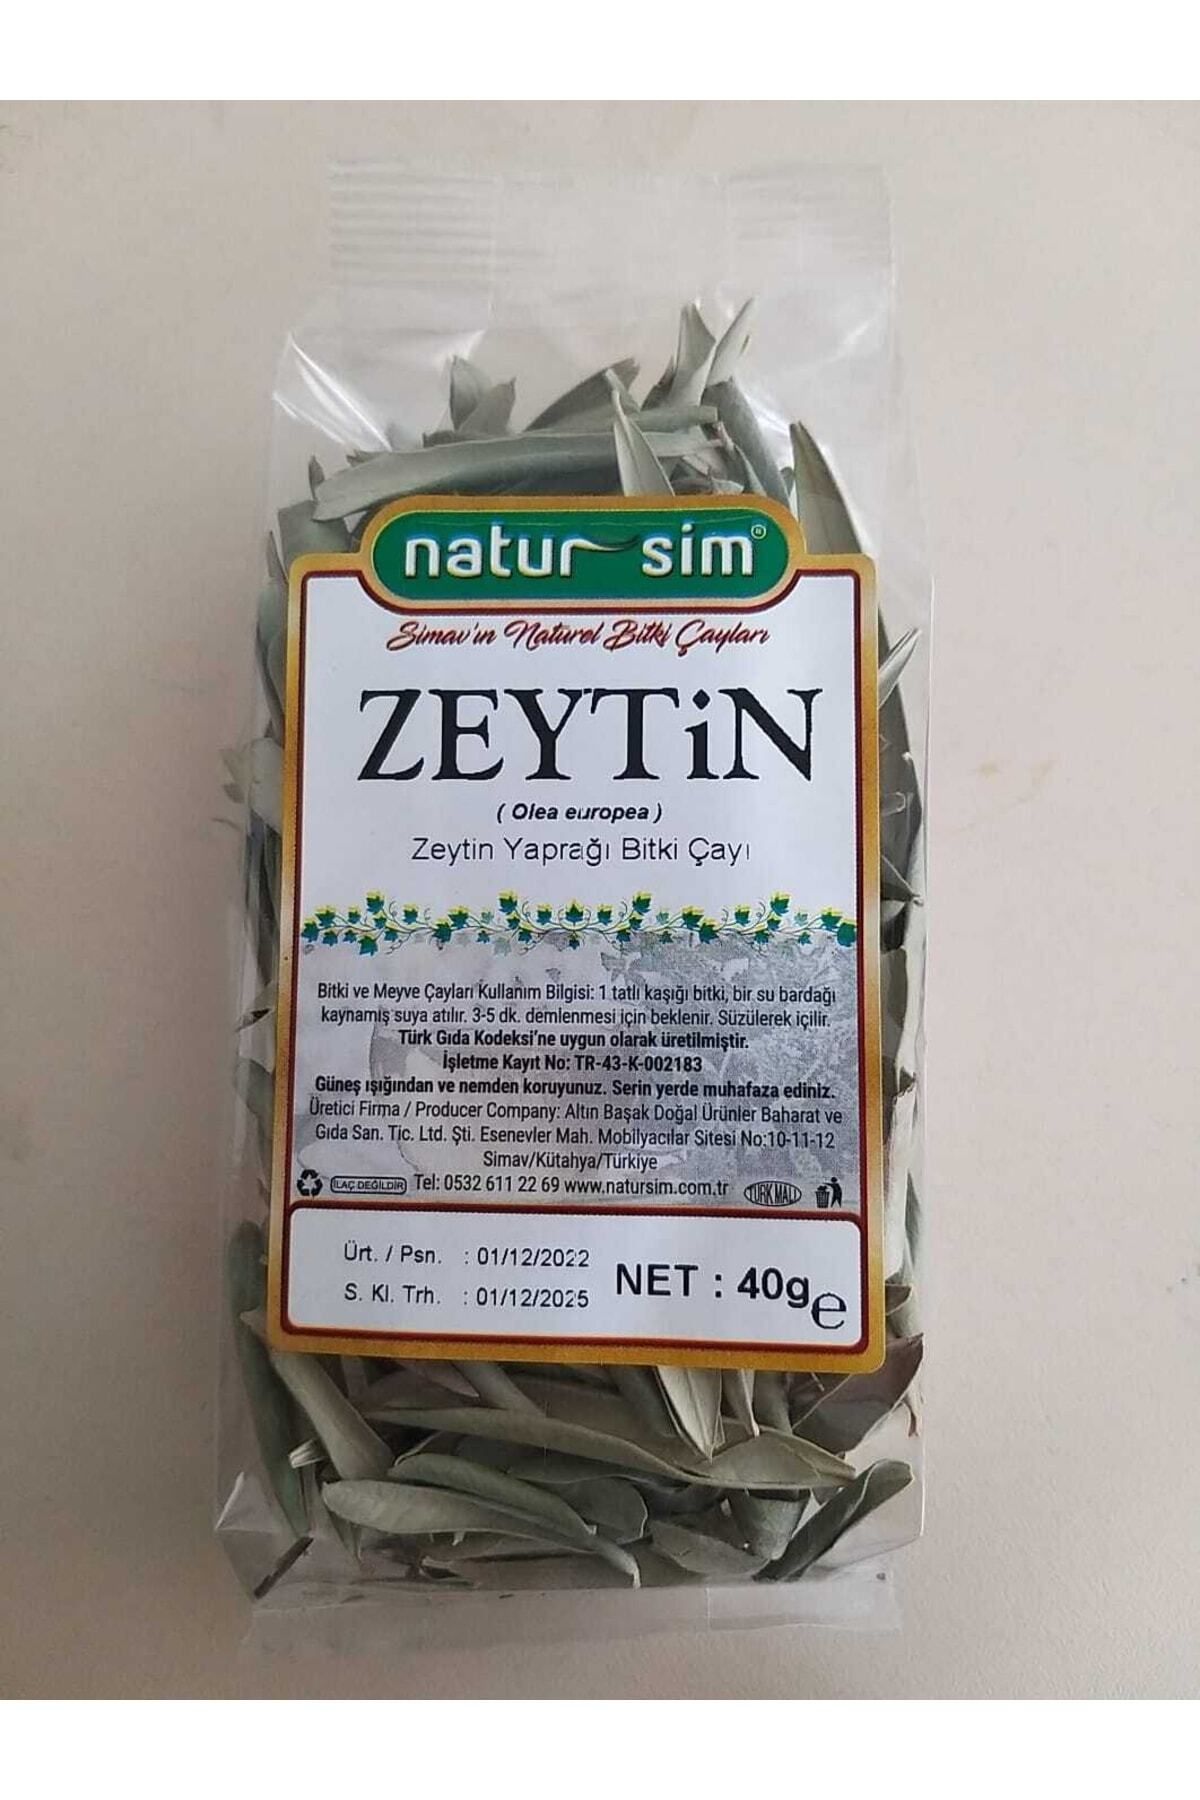 natur sim®
Simav'ın Naturel Bitki Çayları
ZEYTiN
( Olea europea )
Zeytin Yaprağı Bitki Çayı
Bitki ve Meyve Çayları Kullanım Bilgisi: 1 tatlı kaşığı bitki, bir su bardağı
kaynamış suya atılır. 3-5 dk. demlenmesi için beklenir. Süzülerek içilir.
Türk Gıda Kodeksi'ne uygun olarak üretilmiştir.
İşletme Kayıt No: TR-43-K-002183
Güneş ışığından ve nemden koruyunuz. Serin yerde muhafaza ediniz.
Üretici Firma / Producer Company: Altın Başak Doğal Ürünler Baharat ve
Gıda San. Tic. Ltd. Şti. Esenevler Mah. Mobilyacılar Sitesi No:10-11-12
Simav/Kütahya/Türkiye
İLAÇ DEĞİLDİR Tel: 0532 611 22 69 www.natursim.com.tr TÜRK MALI
Ürt. / Psn. : 01/12/2022
S. Kl. Trh. : 01/12/2025
NET : 40g e